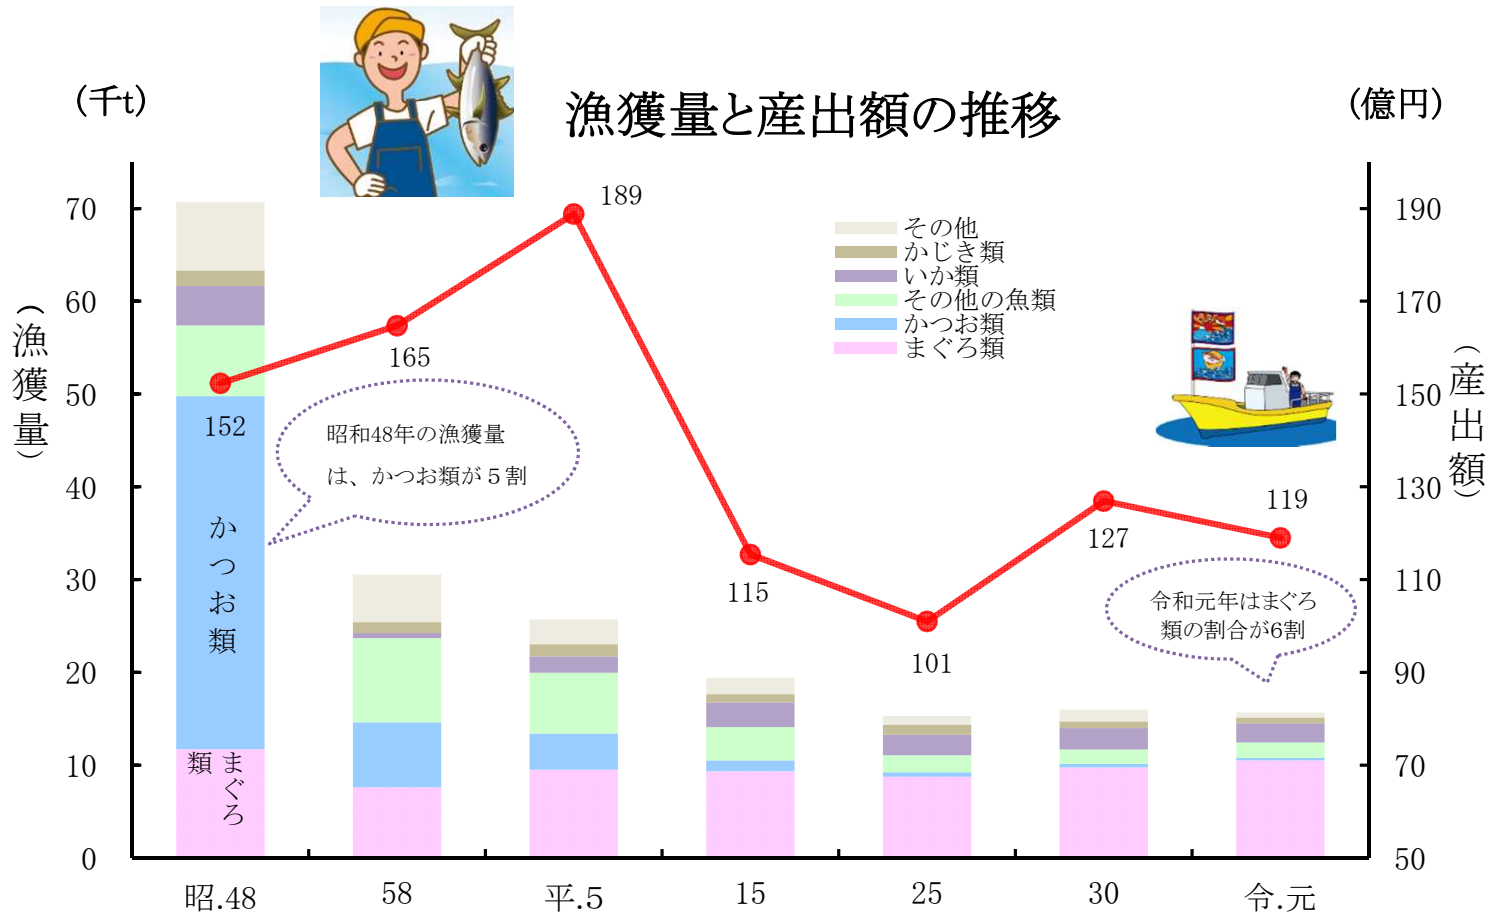 漁獲量と産出額の推移
(千t)
(億円)
（漁獲量）
（産出額）
70
60
50
40
30
20
10
0
190
170
150
130
110
90
70
50
その他
かじき類
いか類
その他の魚類
かつお類
まぐろ類
152
165
189
115
101
127
119
昭和48年の漁獲量
は、かつお類が５割
令和元年はまぐろ
類の割合が6割
かつお類
まぐろ
類
昭.48
58
平.5
15
25
30
令.元